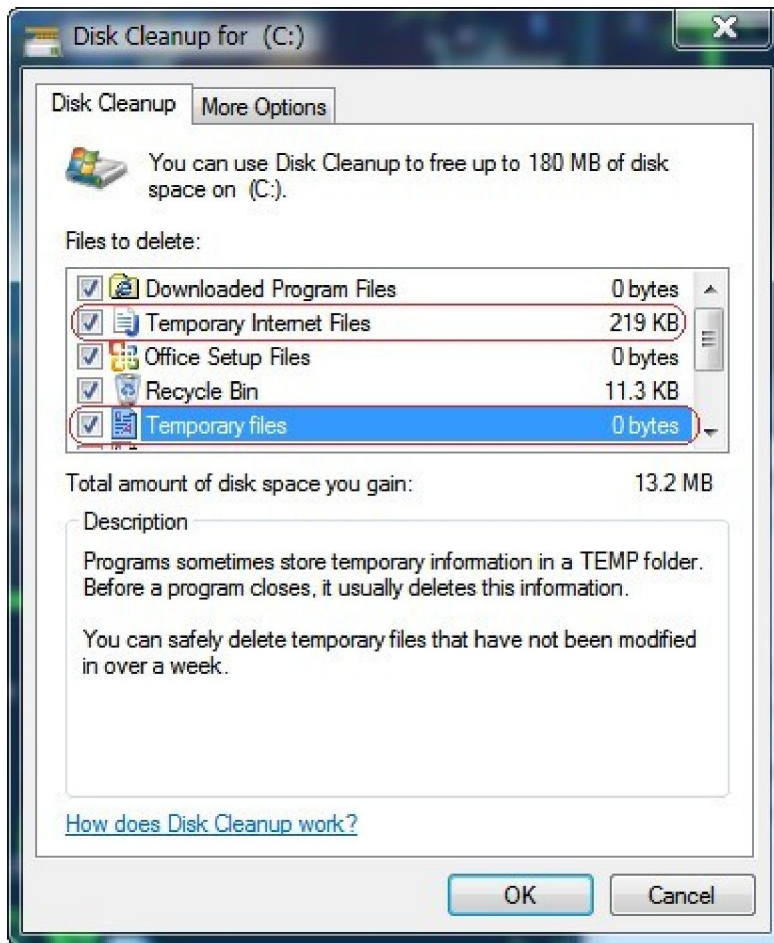 Disk Cleanup for (C:)
Disk Cleanup
More Options
You can use Disk Cleanup to free up to 180 MB of disk
space on (C:).
Files to delete:
Downloaded Program Files 0 bytes
Temporary Internet Files 219 KB
Office Setup Files 0 bytes
Recycle Bin 11.3 KB
Temporary files 0 bytes
Total amount of disk space you gain: 13.2 MB
Description
Programs sometimes store temporary information in a TEMP folder.
Before a program closes, it usually deletes this information.
You can safely delete temporary files that have not been modified
in over a week.
How does Disk Cleanup work?
OK
Cancel